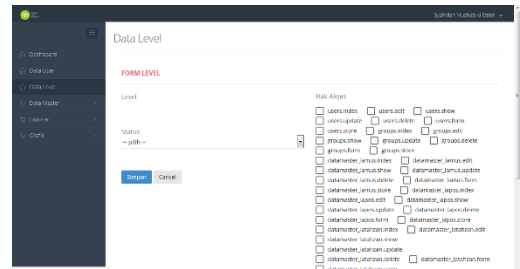 Data Level
Dashboard
Data User
Data Level
Data Master
Laporan
Grafik
FORM LEVEL
Level
Status
-- pilih --
Simpan Cancel
Hak Akses
users.index users.edit users.show
users.update users.delete users.form
users.store groups.index groups.edit
groups.show groups.update groups.delete
groups.form groups.store
datamaster_lamus.index datamaster_lamus.edit
datamaster_lamus.show datamaster_lamus.update
datamaster_lamus.delete datamaster_lamus.form
datamaster_lamus.store datamaster_lapos.index
datamaster_lapos.edit datamaster_lapos.show
datamaster_lapos.update datamaster_lapos.delete
datamaster_lapos.form datamaster_lapos.store
datamaster_latahzan.index datamaster_latahzan.edit
datamaster_latahzan.show
datamaster_latahzan.update
datamaster_latahzan.delete datamaster_latahzan.form